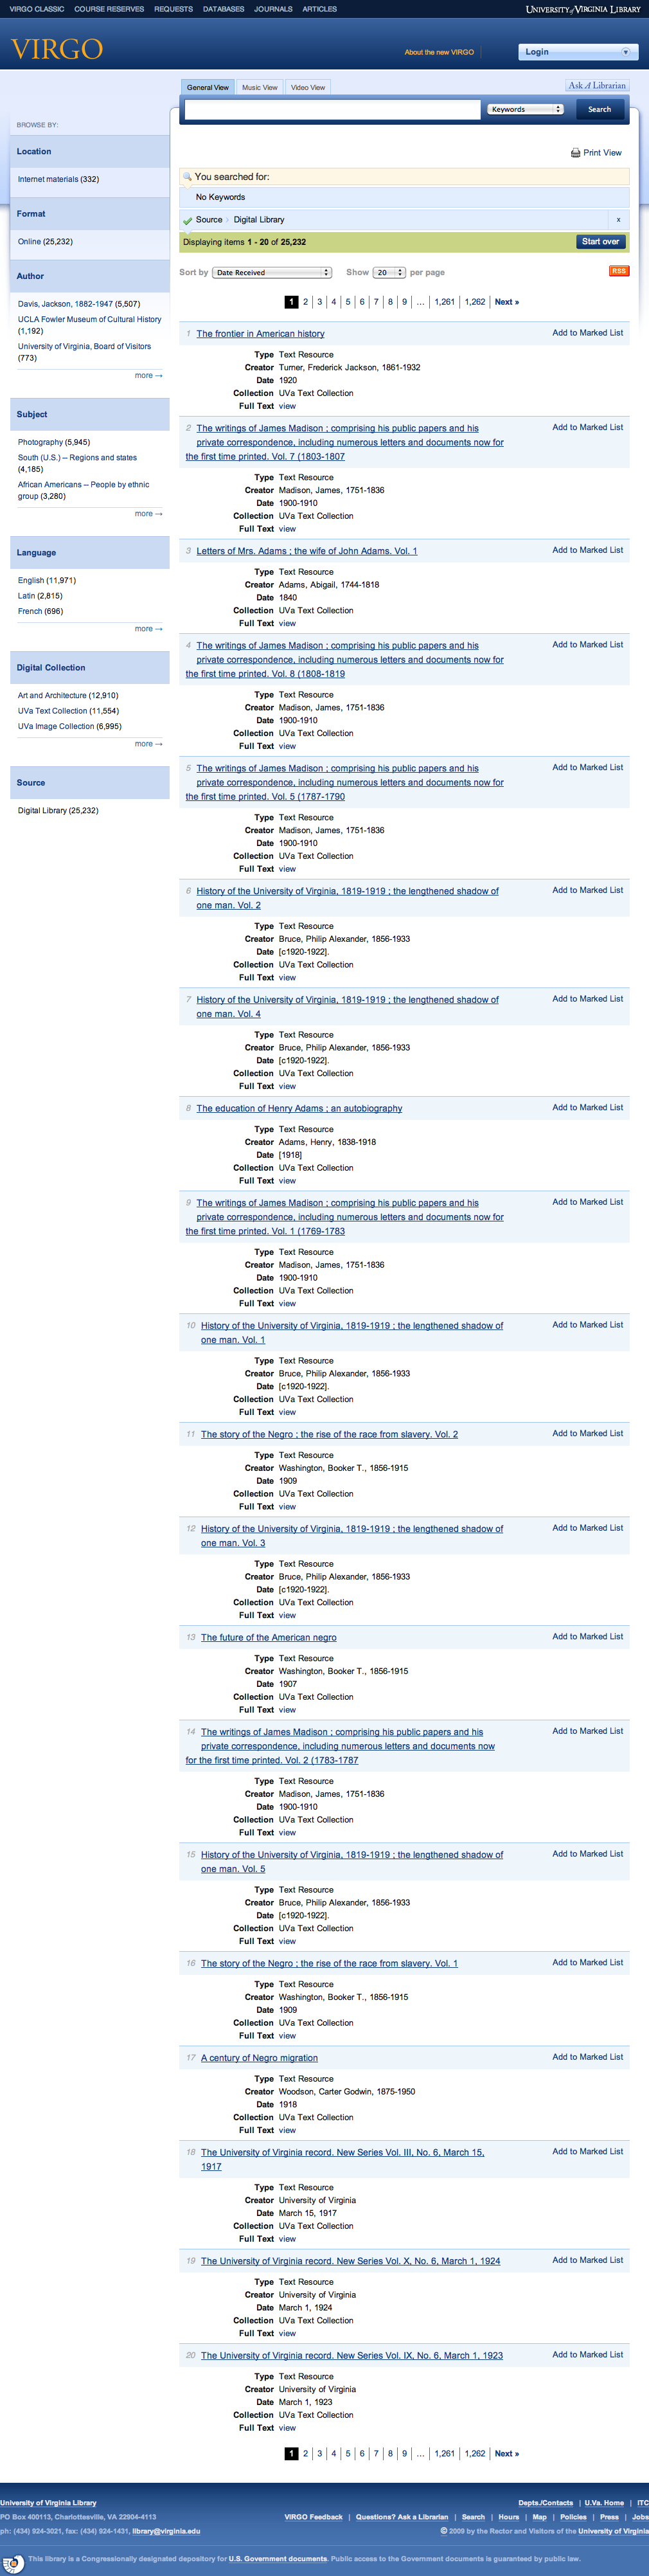 VIRGO CLASSIC COURSE RESERVES REQUESTS DATABASES JOURNALS ARTICLES
UNIVERSITY of VIRGINIA LIBRARY
VIRGO
About the new VIRGO
Login
General View Music View Video View
Ask A Librarian
Keywords
Search
BROWSE BY:
Location
Internet materials (332)
Format
Online (25,232)
Author
Davis, Jackson, 1882-1947 (5,507)
UCLA Fowler Museum of Cultural History
(1,192)
University of Virginia, Board of Visitors
(773)
more →
Subject
Photography (5,945)
South (U.S.) -- Regions and states
(4,185)
African Americans -- People by ethnic
group (3,280)
more →
Language
English (11,971)
Latin (2,815)
French (696)
more →
Digital Collection
Art and Architecture (12,910)
UVa Text Collection (11,554)
UVa Image Collection (6,995)
more →
Source
Digital Library (25,232)
Print View
You searched for:
No Keywords
Source › Digital Library x
Displaying items 1 - 20 of 25,232
Start over
Sort by Date Received Show 20 per page
RSS
1 2 3 4 5 6 7 8 9 ... 1,261 1,262 Next »
1 The frontier in American history Add to Marked List
Type Text Resource
Creator Turner, Frederick Jackson, 1861-1932
Date 1920
Collection UVa Text Collection
Full Text view
2 The writings of James Madison ; comprising his public papers and his Add to Marked List
private correspondence, including numerous letters and documents now for
the first time printed. Vol. 7 (1803-1807
Type Text Resource
Creator Madison, James, 1751-1836
Date 1900-1910
Collection UVa Text Collection
Full Text view
3 Letters of Mrs. Adams ; the wife of John Adams. Vol. 1 Add to Marked List
Type Text Resource
Creator Adams, Abigail, 1744-1818
Date 1840
Collection UVa Text Collection
Full Text view
4 The writings of James Madison ; comprising his public papers and his Add to Marked List
private correspondence, including numerous letters and documents now for
the first time printed. Vol. 8 (1808-1819
Type Text Resource
Creator Madison, James, 1751-1836
Date 1900-1910
Collection UVa Text Collection
Full Text view
5 The writings of James Madison ; comprising his public papers and his Add to Marked List
private correspondence, including numerous letters and documents now for
the first time printed. Vol. 5 (1787-1790
Type Text Resource
Creator Madison, James, 1751-1836
Date 1900-1910
Collection UVa Text Collection
Full Text view
6 History of the University of Virginia, 1819-1919 ; the lengthened shadow of Add to Marked List
one man. Vol. 2
Type Text Resource
Creator Bruce, Philip Alexander, 1856-1933
Date [c1920-1922].
Collection UVa Text Collection
Full Text view
7 History of the University of Virginia, 1819-1919 ; the lengthened shadow of Add to Marked List
one man. Vol. 4
Type Text Resource
Creator Bruce, Philip Alexander, 1856-1933
Date [c1920-1922].
Collection UVa Text Collection
Full Text view
8 The education of Henry Adams ; an autobiography Add to Marked List
Type Text Resource
Creator Adams, Henry, 1838-1918
Date [1918]
Collection UVa Text Collection
Full Text view
9 The writings of James Madison ; comprising his public papers and his Add to Marked List
private correspondence, including numerous letters and documents now for
the first time printed. Vol. 1 (1769-1783
Type Text Resource
Creator Madison, James, 1751-1836
Date 1900-1910
Collection UVa Text Collection
Full Text view
10 History of the University of Virginia, 1819-1919 ; the lengthened shadow of Add to Marked List
one man. Vol. 1
Type Text Resource
Creator Bruce, Philip Alexander, 1856-1933
Date [c1920-1922].
Collection UVa Text Collection
Full Text view
11 The story of the Negro ; the rise of the race from slavery. Vol. 2 Add to Marked List
Type Text Resource
Creator Washington, Booker T., 1856-1915
Date 1909
Collection UVa Text Collection
Full Text view
12 History of the University of Virginia, 1819-1919 ; the lengthened shadow of Add to Marked List
one man. Vol. 3
Type Text Resource
Creator Bruce, Philip Alexander, 1856-1933
Date [c1920-1922].
Collection UVa Text Collection
Full Text view
13 The future of the American negro Add to Marked List
Type Text Resource
Creator Washington, Booker T., 1856-1915
Date 1907
Collection UVa Text Collection
Full Text view
14 The writings of James Madison ; comprising his public papers and his Add to Marked List
private correspondence, including numerous letters and documents now
for the first time printed. Vol. 2 (1783-1787
Type Text Resource
Creator Madison, James, 1751-1836
Date 1900-1910
Collection UVa Text Collection
Full Text view
15 History of the University of Virginia, 1819-1919 ; the lengthened shadow of Add to Marked List
one man. Vol. 5
Type Text Resource
Creator Bruce, Philip Alexander, 1856-1933
Date [c1920-1922].
Collection UVa Text Collection
Full Text view
16 The story of the Negro ; the rise of the race from slavery. Vol. 1 Add to Marked List
Type Text Resource
Creator Washington, Booker T., 1856-1915
Date 1909
Collection UVa Text Collection
Full Text view
17 A century of Negro migration Add to Marked List
Type Text Resource
Creator Woodson, Carter Godwin, 1875-1950
Date 1918
Collection UVa Text Collection
Full Text view
18 The University of Virginia record. New Series Vol. III, No. 6, March 15, Add to Marked List
1917
Type Text Resource
Creator University of Virginia
Date March 15, 1917
Collection UVa Text Collection
Full Text view
19 The University of Virginia record. New Series Vol. X, No. 6, March 1, 1924 Add to Marked List
Type Text Resource
Creator University of Virginia
Date March 1, 1924
Collection UVa Text Collection
Full Text view
20 The University of Virginia record. New Series Vol. IX, No. 6, March 1, 1923 Add to Marked List
Type Text Resource
Creator University of Virginia
Date March 1, 1923
Collection UVa Text Collection
Full Text view
1 2 3 4 5 6 7 8 9 ... 1,261 1,262 Next »
University of Virginia Library Depts./Contacts | U.Va. Home | ITC
PO Box 400113, Charlottesville, VA 22904-4113 VIRGO Feedback | Questions? Ask a Librarian | Search | Hours | Map | Policies | Press | Jobs
ph: (434) 924-3021, fax: (434) 924-1431, library@virginia.edu © 2009 by the Rector and Visitors of the University of Virginia
This library is a Congressionally designated depository for U.S. Government documents. Public access to the Government documents is guaranteed by public law.